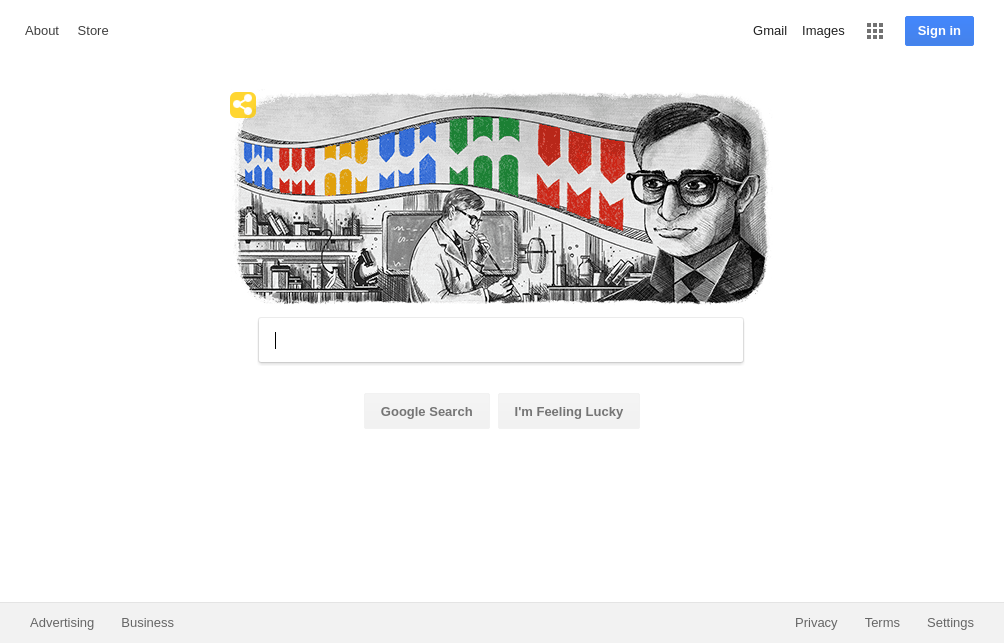 About Store Gmail Images Sign in
Google Search I'm Feeling Lucky
Advertising Business Privacy Terms Settings